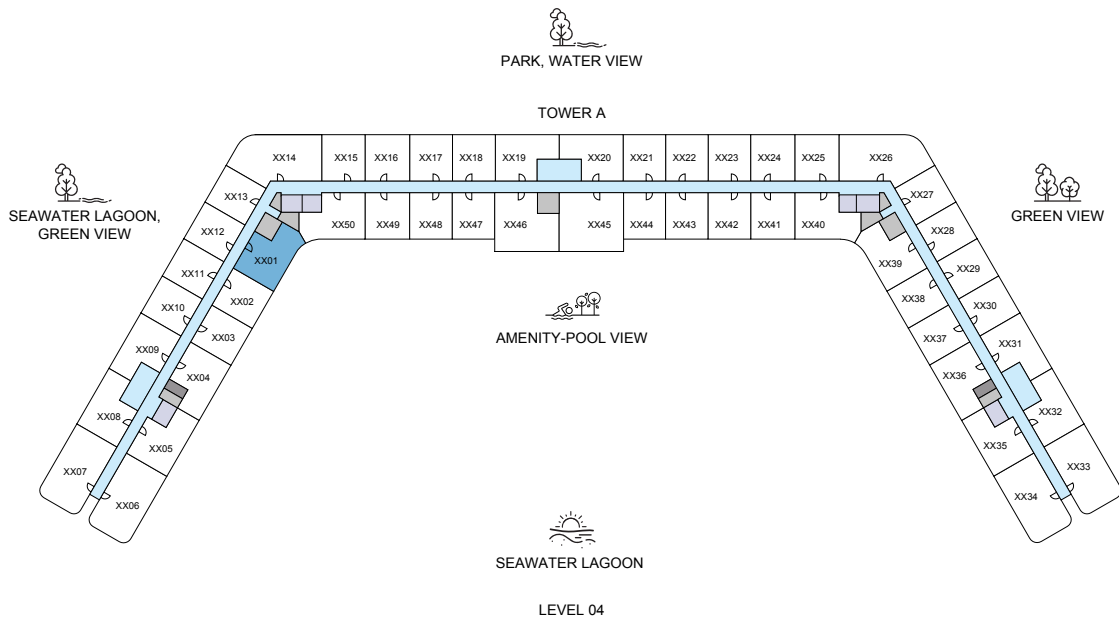 PARK, WATER VIEW
TOWER A
XX14
XX15
XX16
XX17
XX18
XX19
XX20
XX21
XX22
XX23
XX24
XX25
XX26
XX13
XX27
SEAWATER LAGOON,
GREEN VIEW
GREEN VIEW
XX12
XX50
XX49
XX48
XX47
XX46
XX45
XX44
XX43
XX42
XX41
XX40
XX28
XX01
XX39
XX11
XX29
XX02
XX38
XX10
XX30
XX03
XX37
AMENITY-POOL VIEW
XX09
XX31
XX04
XX36
XX08
XX32
XX05
XX35
XX07
XX33
XX06
XX34
SEAWATER LAGOON
LEVEL 04